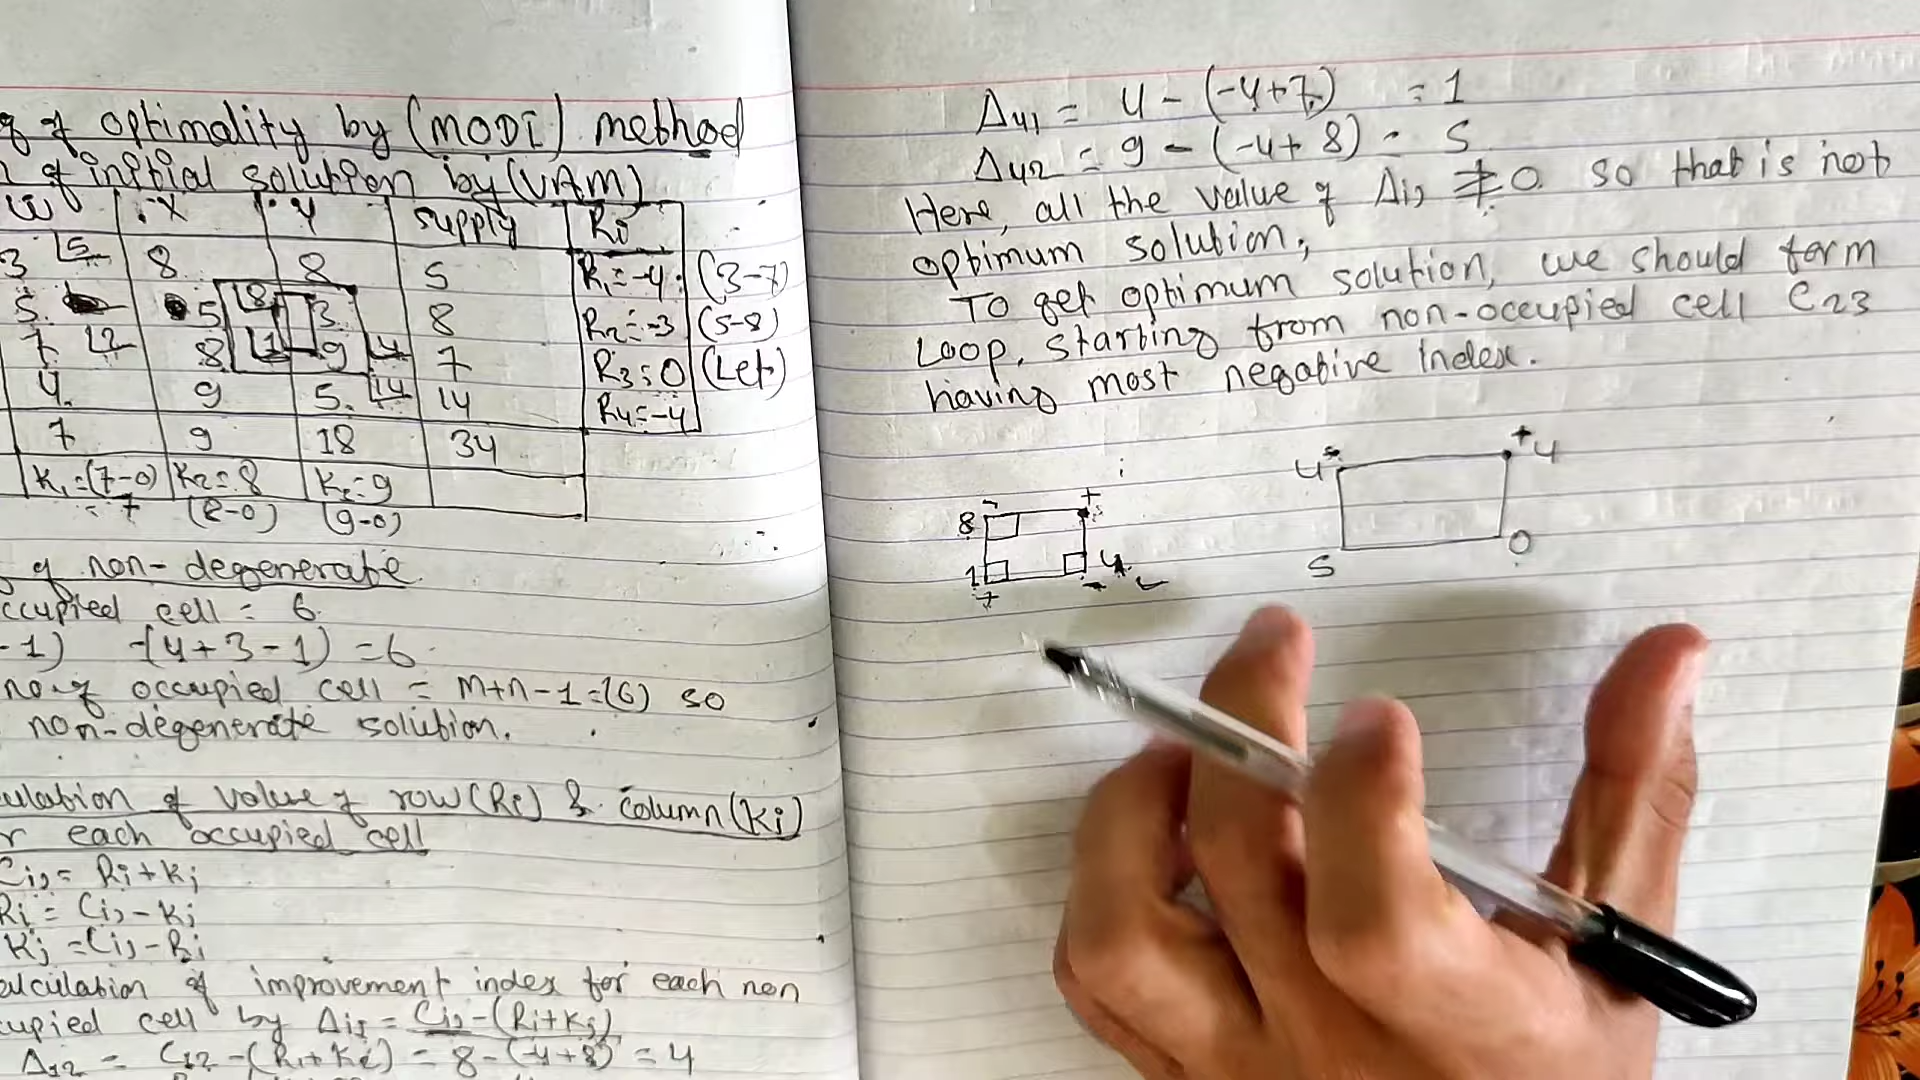 g of optimality by (MODI) method
n of initial solution by (VAM)
W X Y supply Ri
3 5 8 8 5 R1=-4 (3-7)
5. 5 8 3 8 R2=-3 (5-8)
7 2 8 1 9 4 7 R3=0 (Let)
4. 9 5. 14 14 R4=-4
7 9 18 34
K1=(7-0) K2=8 K3=9
= 7 (8-0) (9-0)
g of non-degenerate
ccupied cell = 6.
-1) -(4+3-1) =6
no.of occupied cell = m+n-1=(6) so
non-degenerate solution.
ulation of value of row(Ri) & column(Kj)
r each occupied cell
Cij = Ri+Kj
Ri = Cij-Kj
Kj = Cij-Ri
alculation of improvement index for each non
cupied cell by Δij = Cij-(Ri+Kj)
Δ12 = C12-(R1+K2) = 8-(-4+8) = 4
Δ41 = 4-(-4+7) =1
Δ42 = 9-(-4+8) = 5
Here, all the value of Δij ≱0 so that is not
optimum solution,
To get optimum solution, we should form
Loop, starting from non-occupied cell C23
having most negative index.
8 - +
1 + 4 -
4 +4
5 0